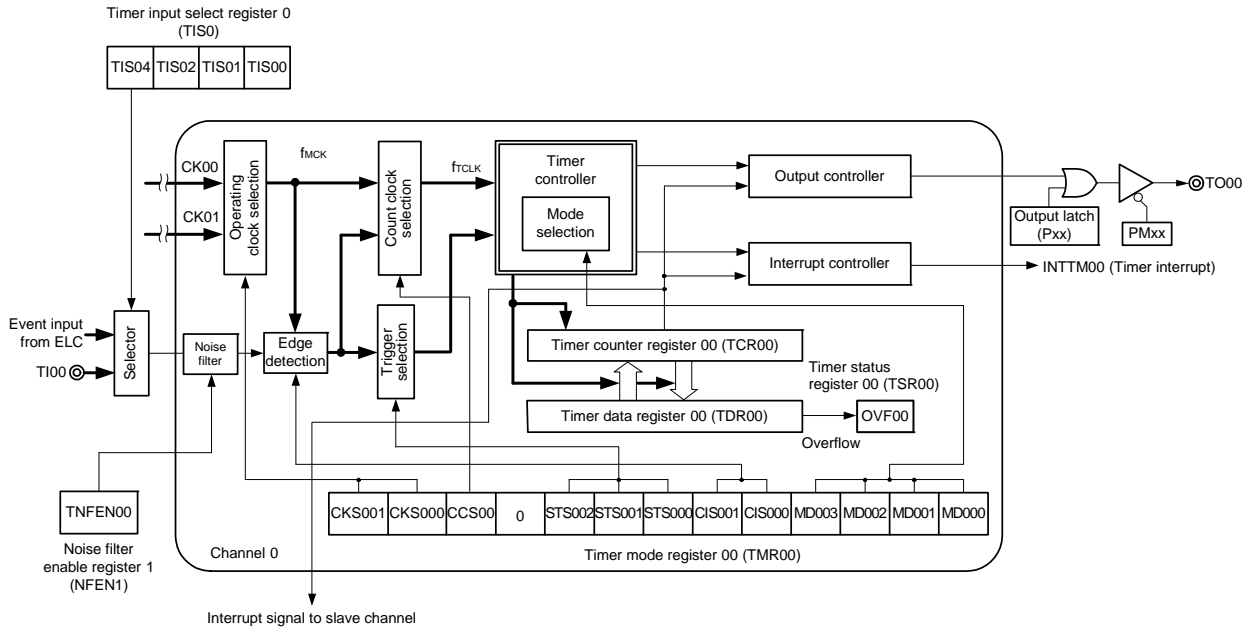 Timer input select register 0
(TIS0)
TIS04 TIS02 TIS01 TIS00
CK00
CK01
Operating
clock selection
fMCK
Count clock
selection
fTCLK
Timer
controller
Mode
selection
Output controller
Output latch
(Pxx)
PMxx
TO00
Interrupt controller
INTTM00 (Timer interrupt)
Event input
from ELC
TI00
Selector
Noise
filter
Edge
detection
Trigger
selection
Timer counter register 00 (TCR00)
Timer status
register 00 (TSR00)
Timer data register 00 (TDR00)
OVF00
Overflow
TNFEN00
Noise filter
enable register 1
(NFEN1)
CKS001 CKS000 CCS00 0 STS002 STS001 STS000 CIS001 CIS000 MD003 MD002 MD001 MD000
Channel 0
Timer mode register 00 (TMR00)
Interrupt signal to slave channel